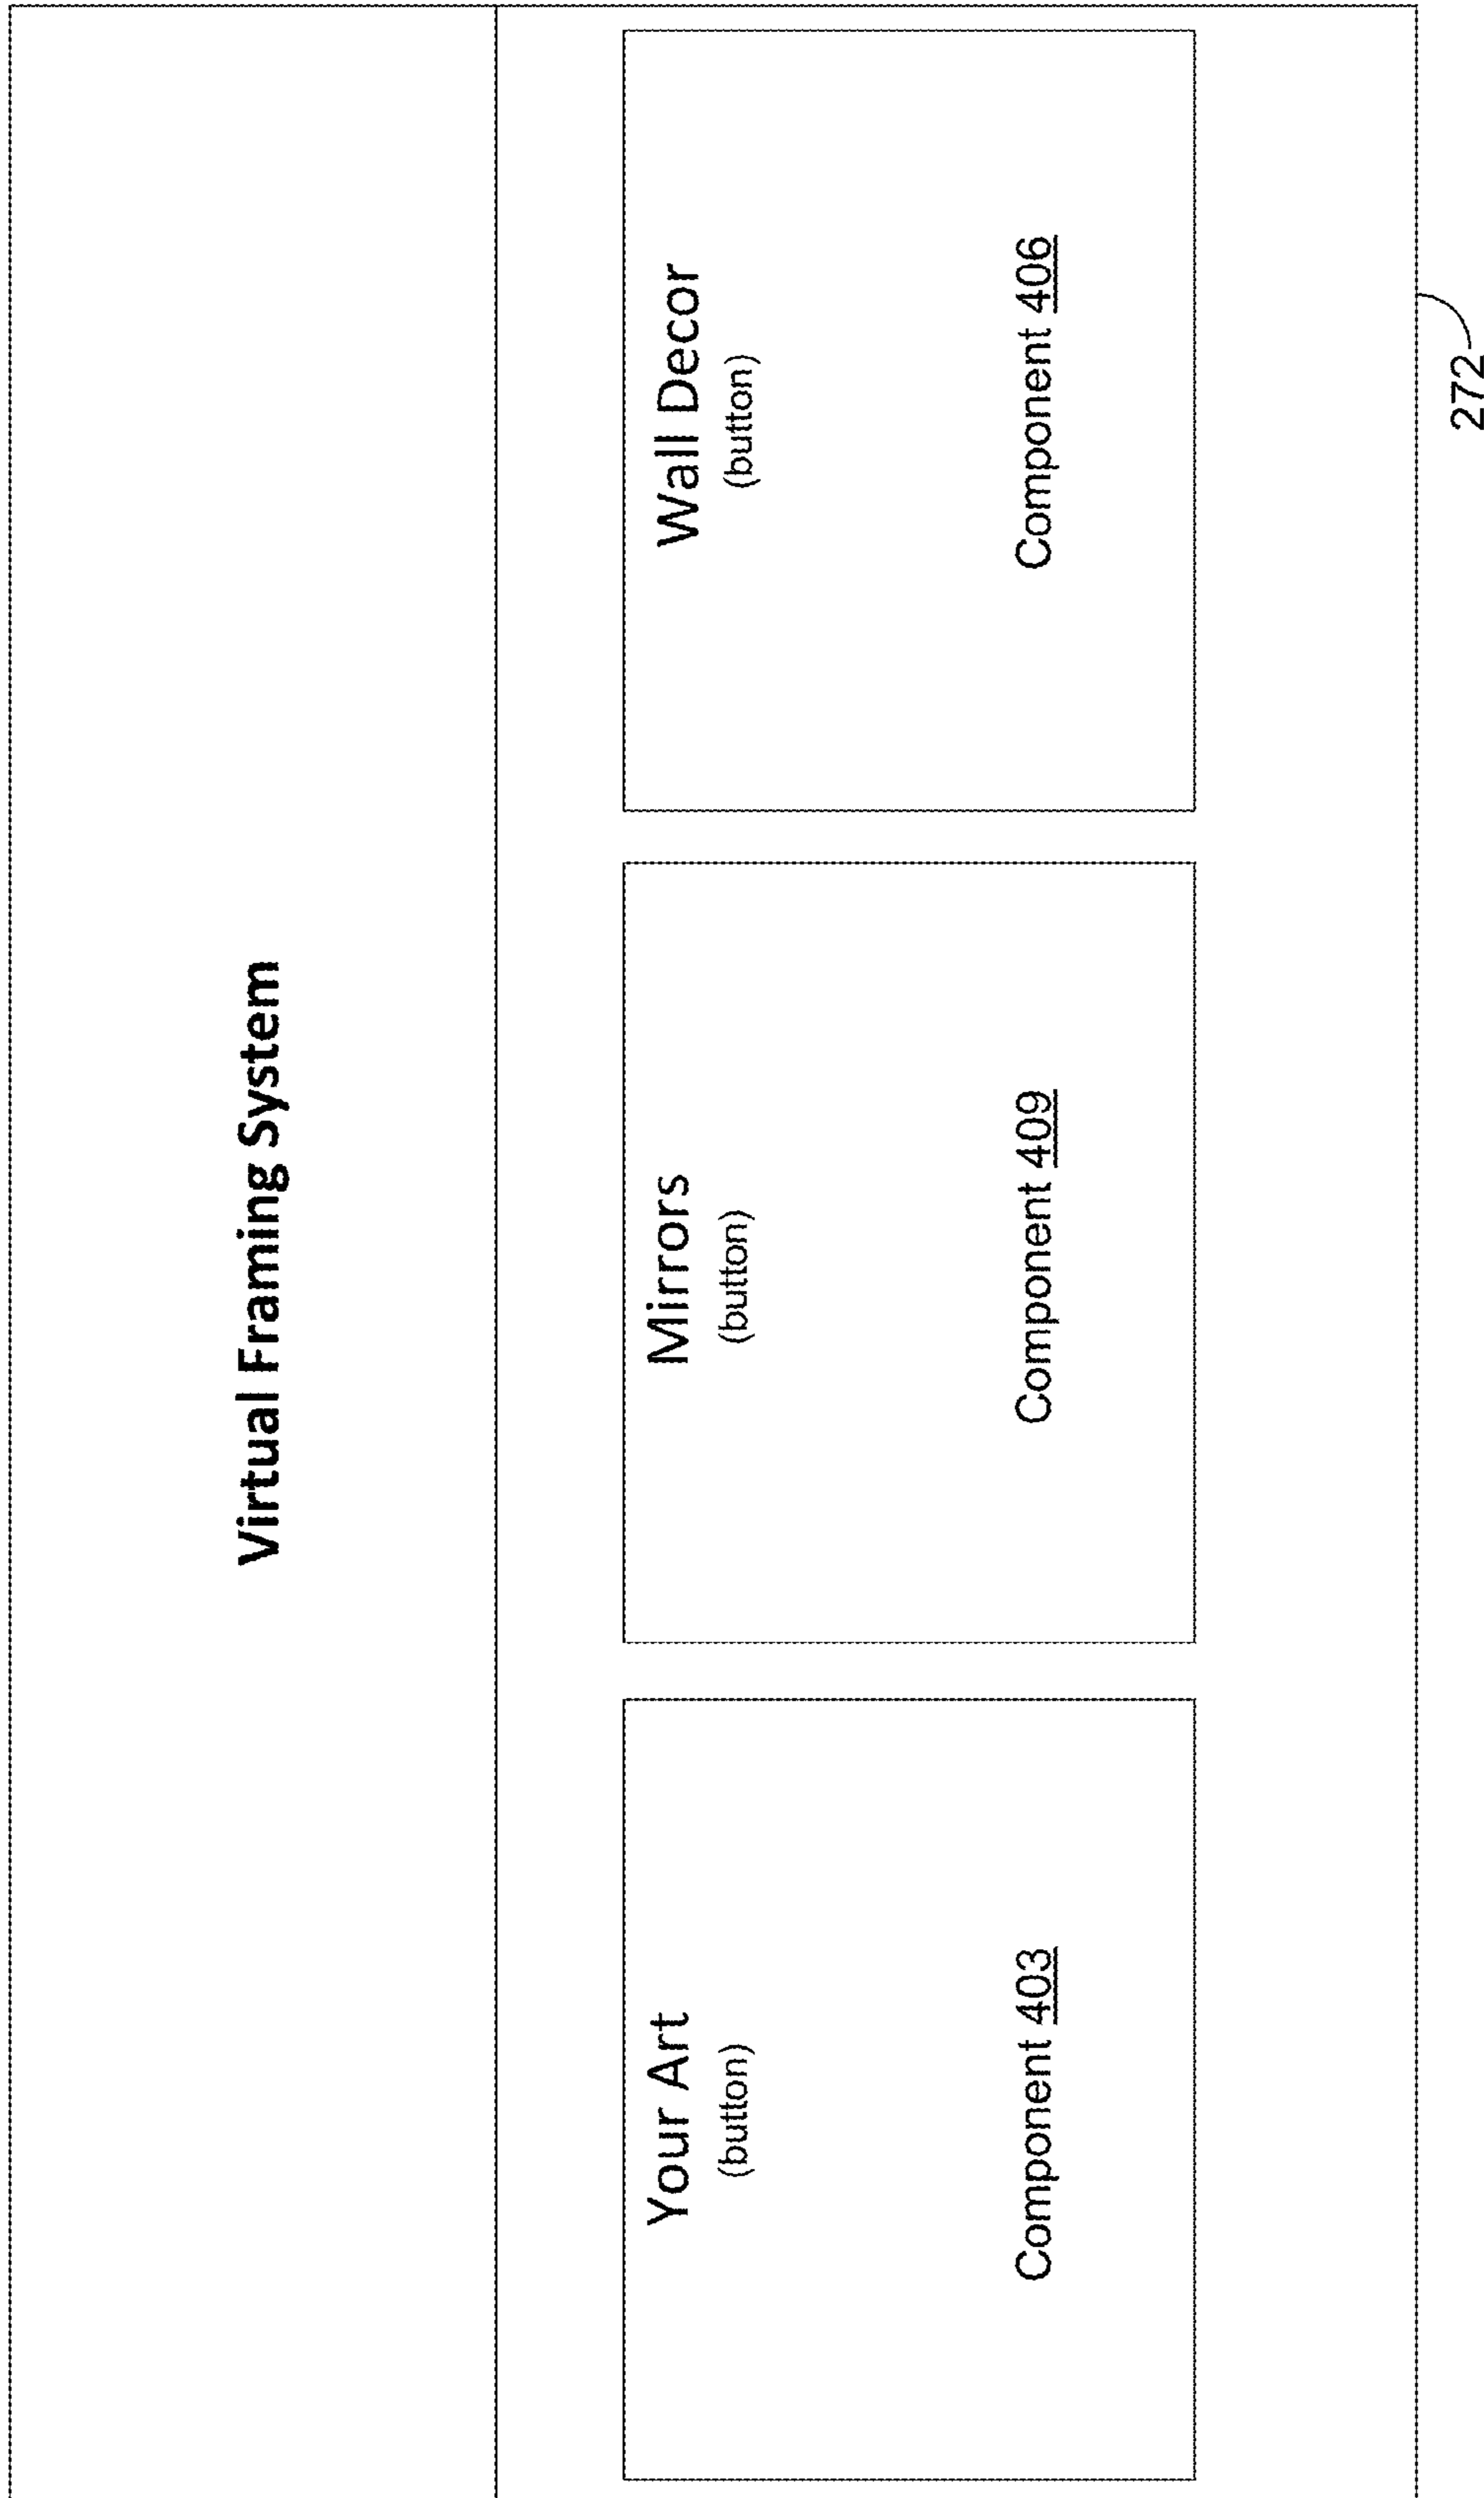 Virtual Framing System
Your Art
(button)
Component 403
Mirrors
(button)
Component 409
Wall Decor
(button)
Component 406
272